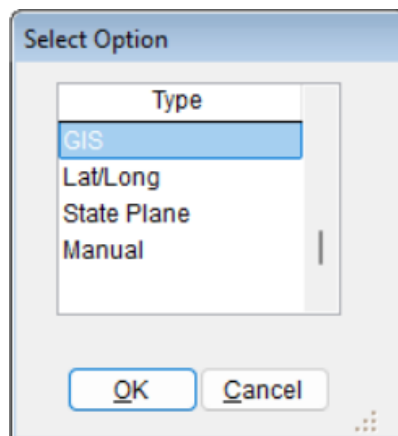 Select Option
Type
GIS
Lat/Long
State Plane
Manual
OK
Cancel